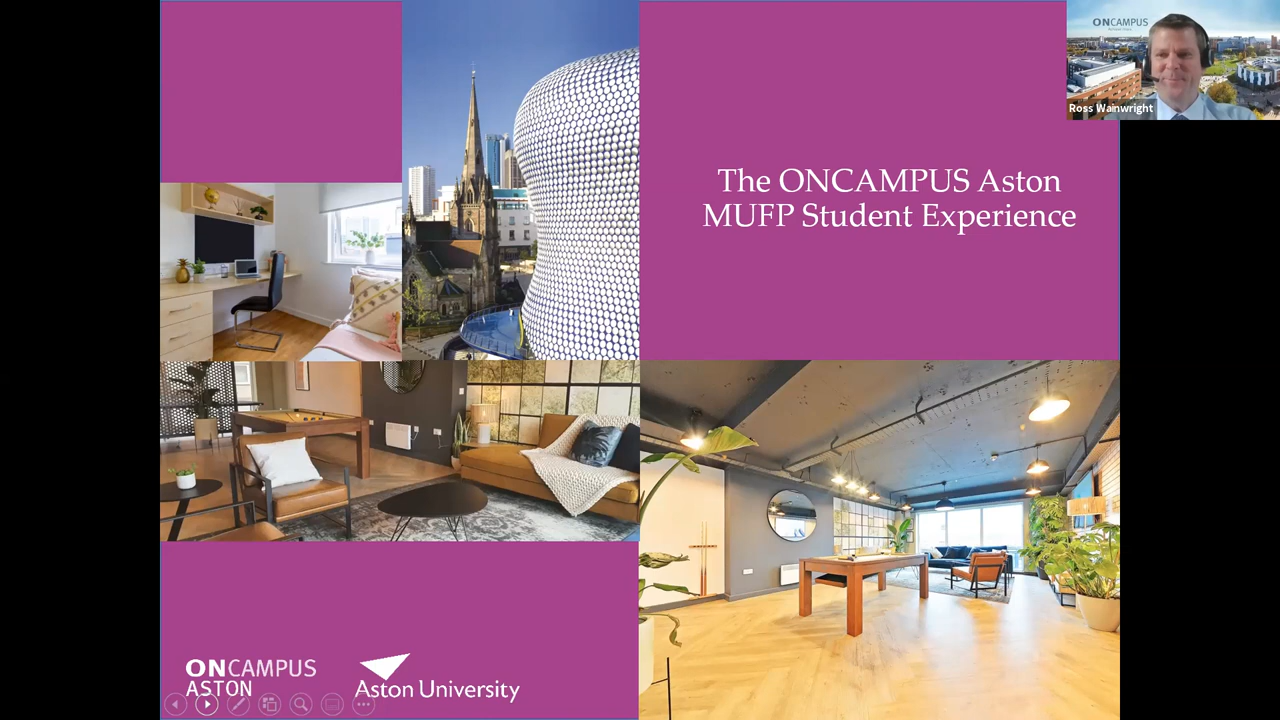 ONCAMPUS
Ross Wainwright
The ONCAMPUS Aston
MUFP Student Experience
ONCAMPUS
ASTON
Aston University